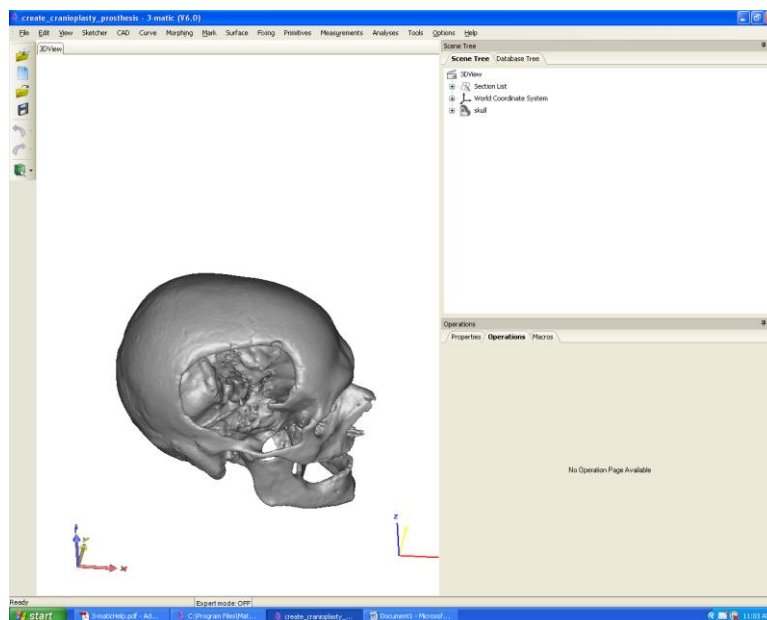 create_cranioplasty_prosthesis - 3-matic (V6.0)
File Edit View Sketcher CAD Curve Morphing Mark Surface Fixing Primitives Measurements Analyses Tools Options Help
3DView
Scene Tree
Scene Tree Database Tree
3DView
Section List
World Coordinate System
skull
Operations
Properties Operations Macros
No Operation Page Available
z
x
Ready Expert mode: OFF
start 3-maticHelp.pdf - Ad... C:\Program Files\Mat... create_cranioplasty_... Document1 - Microsof... 11:03 AM